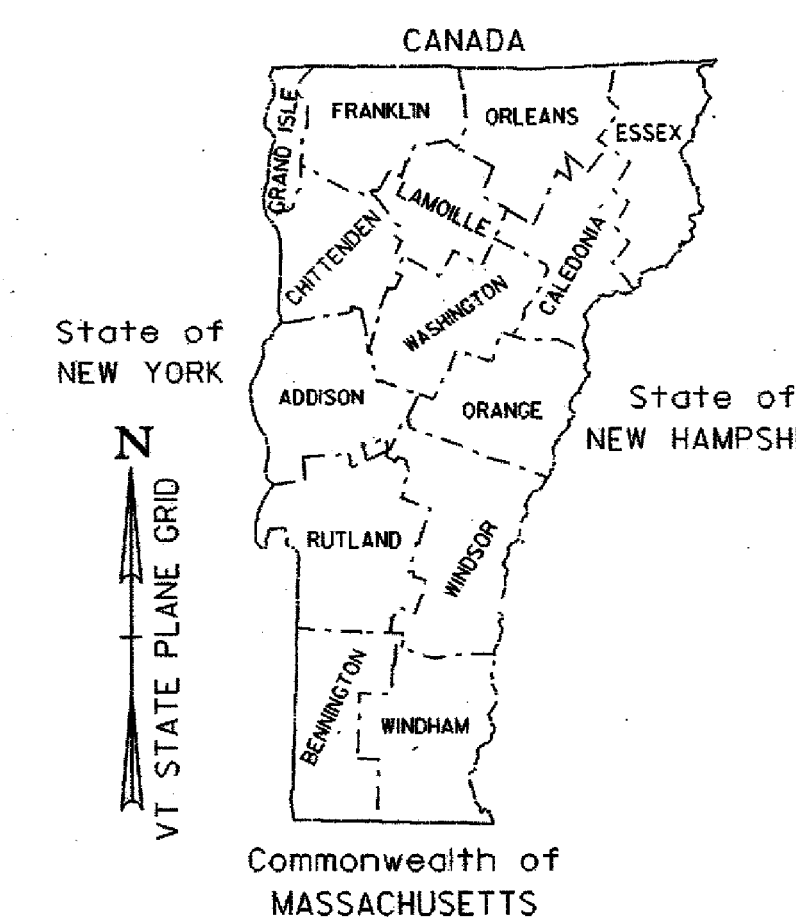 CANADA
GRAND ISLE
FRANKLIN
ORLEANS
ESSEX
LAMOILLE
CHITTENDEN
CALEDONIA
WASHINGTON
State of
NEW YORK
ADDISON
ORANGE
State of
NEW HAMPSHI
N
VT STATE PLANE GRID
RUTLAND
WINDSOR
BENNINGTON
WINDHAM
Commonwealth of
MASSACHUSETTS